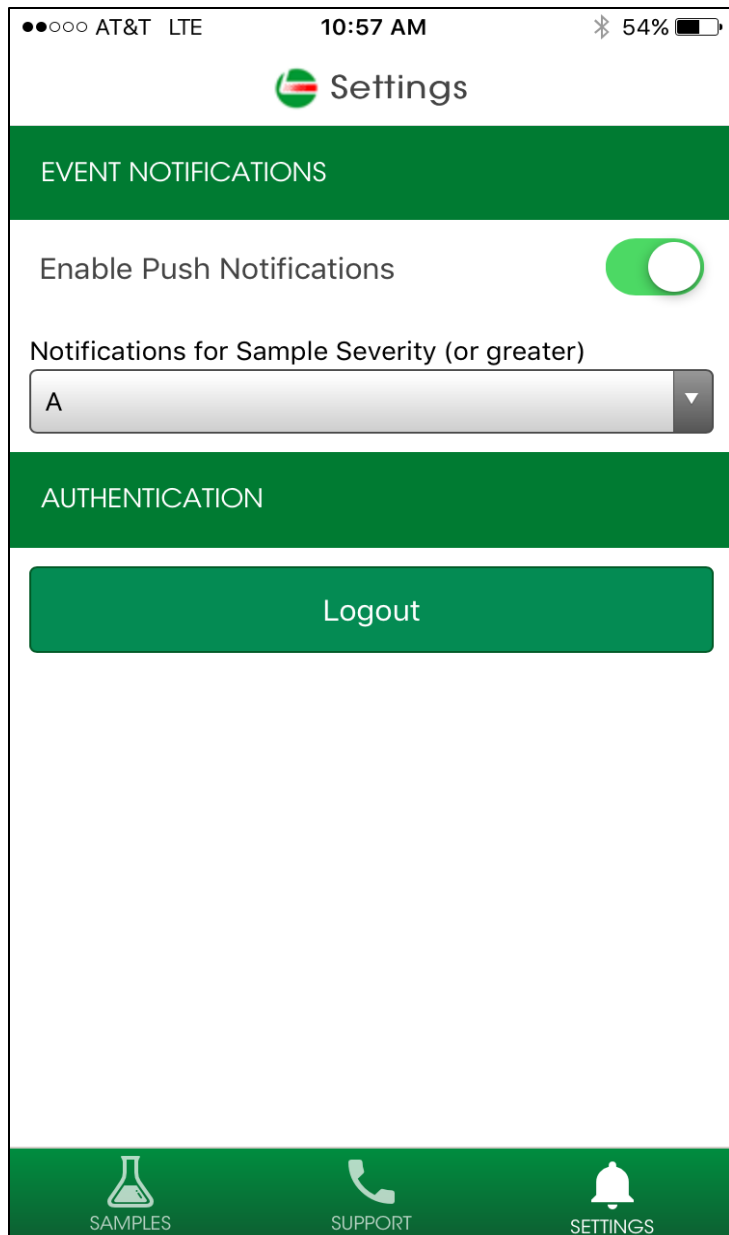 AT&T LTE 10:57 AM 54%
Settings
EVENT NOTIFICATIONS
Enable Push Notifications
Notifications for Sample Severity (or greater)
A
AUTHENTICATION
Logout
SAMPLES SUPPORT SETTINGS